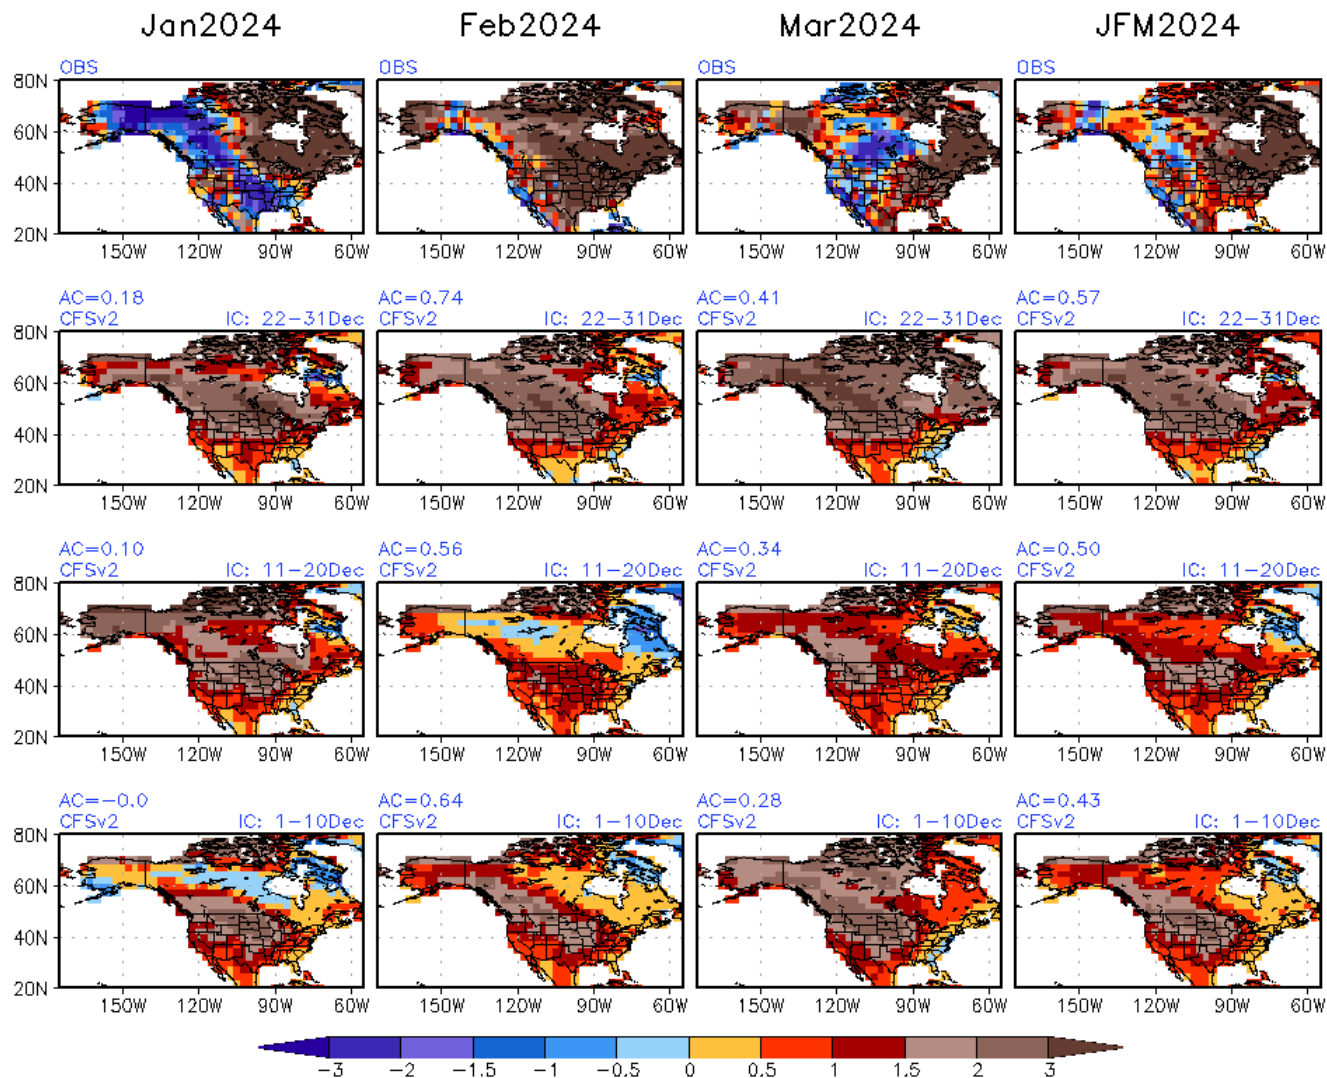 Jan2024 Feb2024 Mar2024 JFM2024
OBS OBS OBS OBS
80N
60N
40N
20N
150W 120W 90W 60W 150W 120W 90W 60W 150W 120W 90W 60W 150W 120W 90W 60W
AC=0.18 AC=0.74 AC=0.41 AC=0.57
CFSv2 IC: 22-31Dec CFSv2 IC: 22-31Dec CFSv2 IC: 22-31Dec CFSv2 IC: 22-31Dec
80N
60N
40N
20N
150W 120W 90W 60W 150W 120W 90W 60W 150W 120W 90W 60W 150W 120W 90W 60W
AC=0.10 AC=0.56 AC=0.34 AC=0.50
CFSv2 IC: 11-20Dec CFSv2 IC: 11-20Dec CFSv2 IC: 11-20Dec CFSv2 IC: 11-20Dec
80N
60N
40N
20N
150W 120W 90W 60W 150W 120W 90W 60W 150W 120W 90W 60W 150W 120W 90W 60W
AC=-0.0 AC=0.64 AC=0.28 AC=0.43
CFSv2 IC: 1-10Dec CFSv2 IC: 1-10Dec CFSv2 IC: 1-10Dec CFSv2 IC: 1-10Dec
80N
60N
40N
20N
150W 120W 90W 60W 150W 120W 90W 60W 150W 120W 90W 60W 150W 120W 90W 60W
-3 -2 -1.5 -1 -0.5 0 0.5 1 1.5 2 3